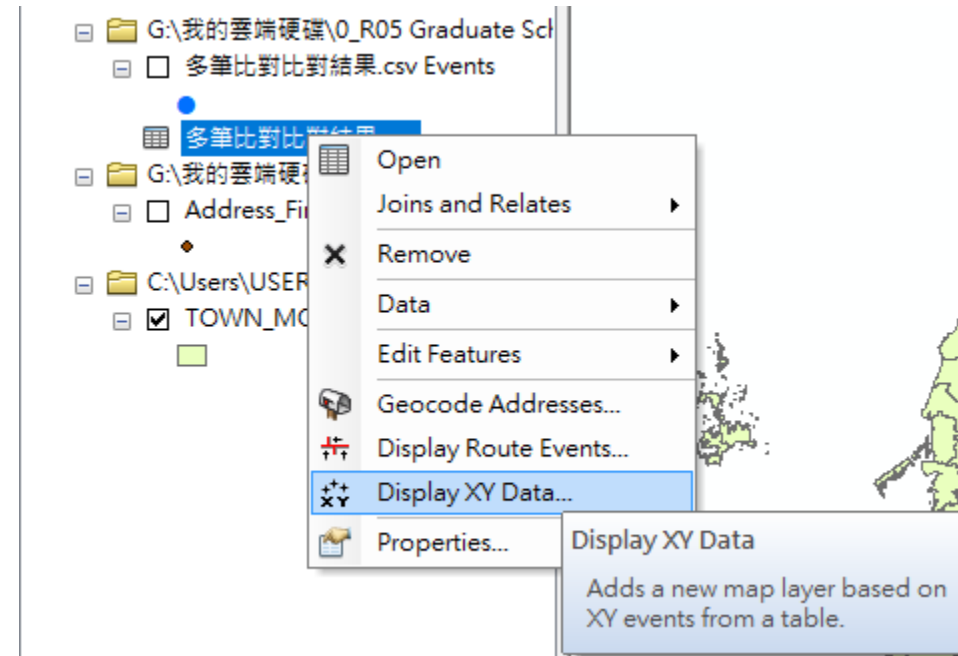 G:\我的雲端硬碟\0_R05 Graduate Sch
多筆比對比對結果.csv Events
多筆比對比對結果
G:\我的雲端硬
Address_Fi
C:\Users\USER
TOWN_MO
Open
Joins and Relates
Remove
Data
Edit Features
Geocode Addresses...
Display Route Events...
Display XY Data...
Properties...
Display XY Data
Adds a new map layer based on
XY events from a table.